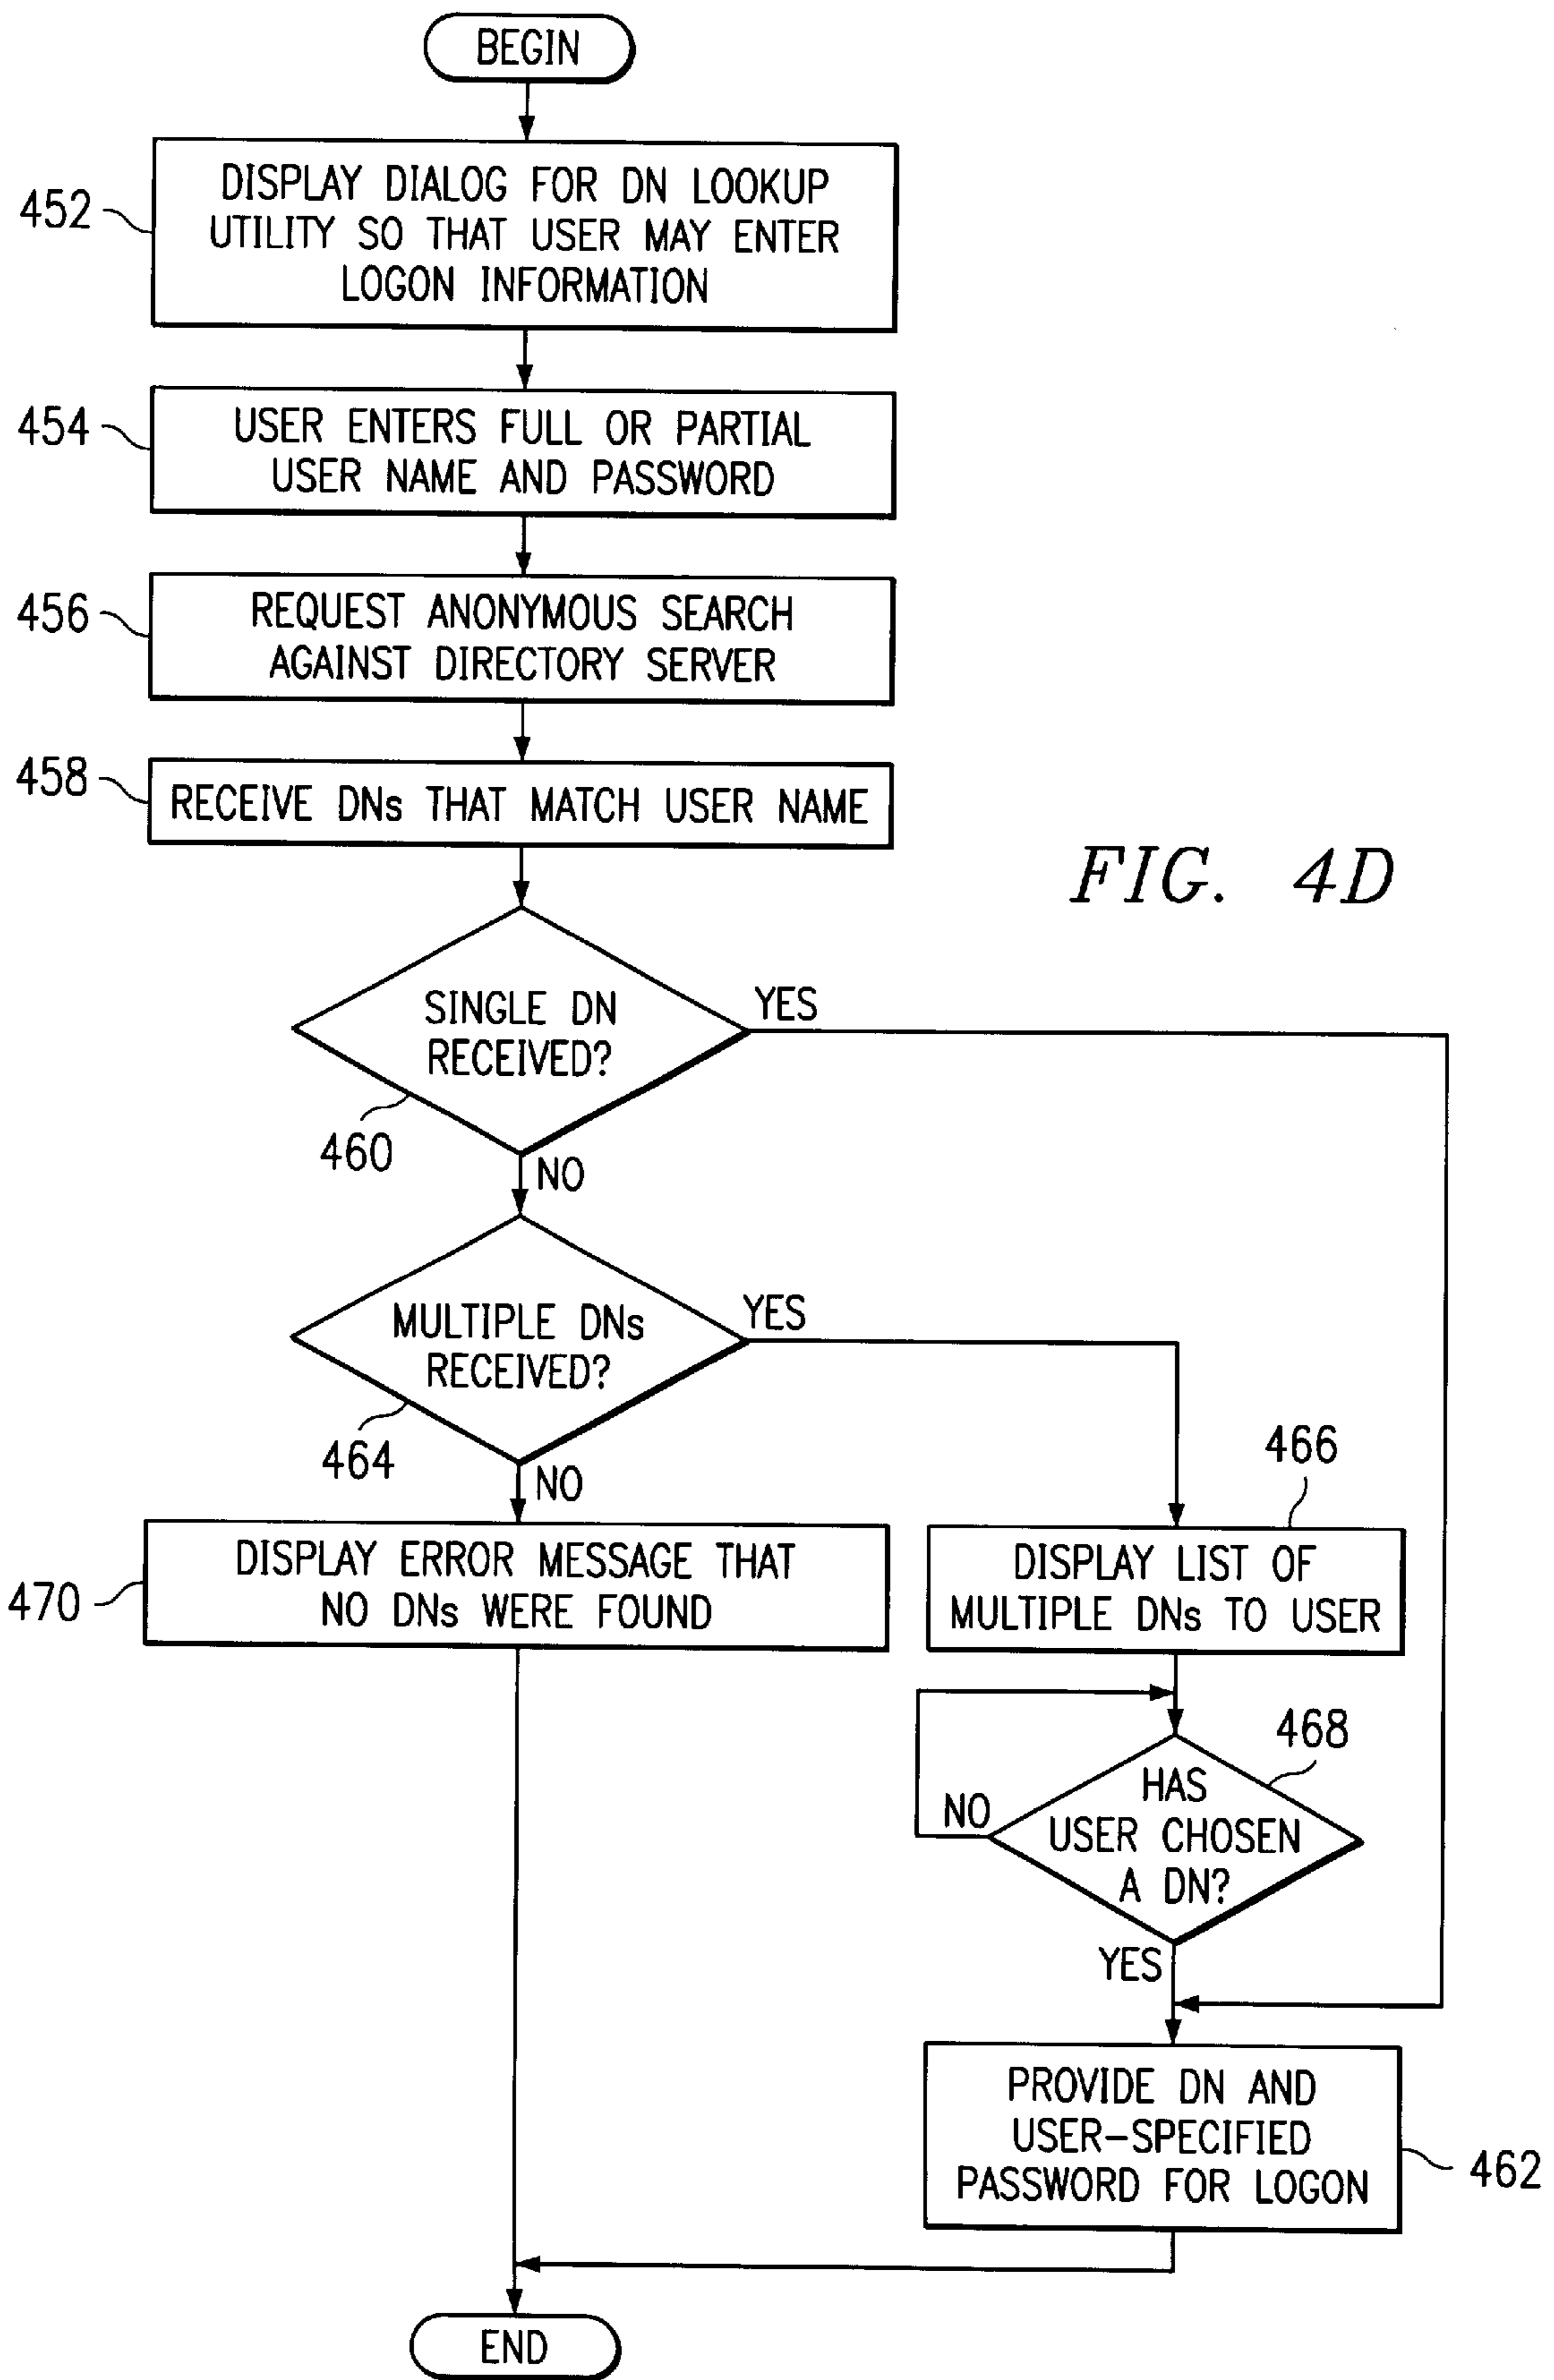 BEGIN
452
DISPLAY DIALOG FOR DN LOOKUP
UTILITY SO THAT USER MAY ENTER
LOGON INFORMATION
454
USER ENTERS FULL OR PARTIAL
USER NAME AND PASSWORD
456
REQUEST ANONYMOUS SEARCH
AGAINST DIRECTORY SERVER
458
RECEIVE DNs THAT MATCH USER NAME
FIG. 4D
SINGLE DN
RECEIVED?
YES
460
NO
MULTIPLE DNs
RECEIVED?
YES
464
NO
466
470
DISPLAY ERROR MESSAGE THAT
NO DNs WERE FOUND
DISPLAY LIST OF
MULTIPLE DNs TO USER
468
HAS
USER CHOSEN
A DN?
NO
YES
PROVIDE DN AND
USER-SPECIFIED
PASSWORD FOR LOGON
462
END